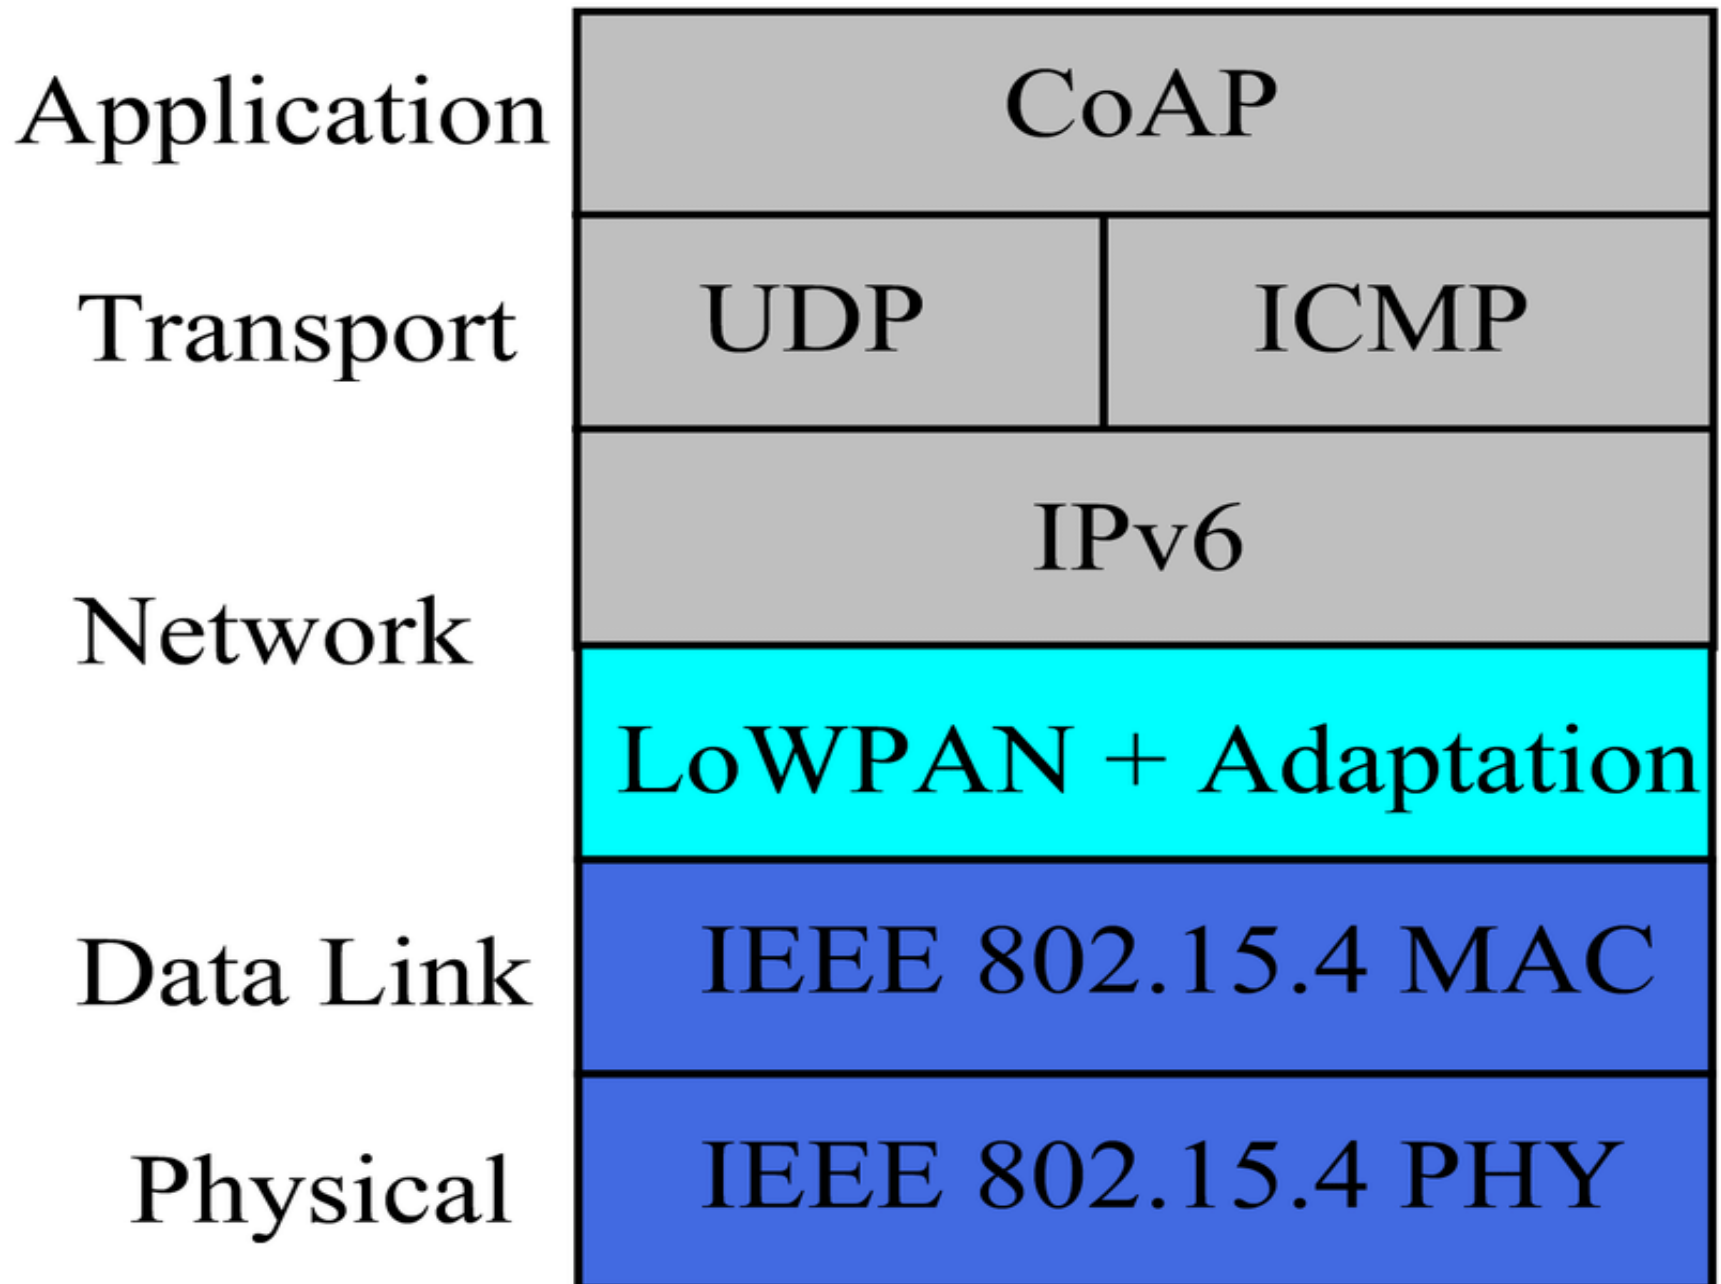 Application
CoAP
Transport
UDP
ICMP
IPv6
Network
LoWPAN + Adaptation
Data Link
IEEE 802.15.4 MAC
Physical
IEEE 802.15.4 PHY